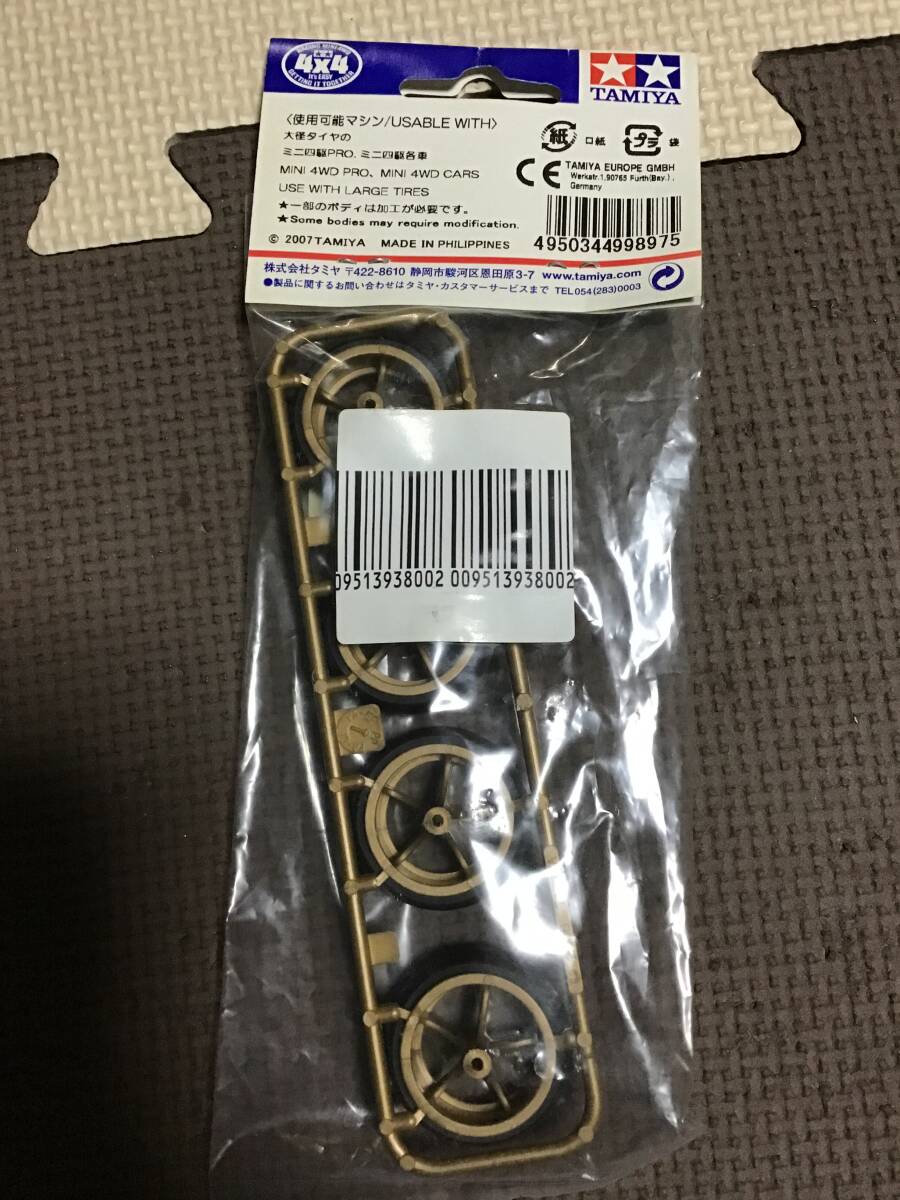 RACING MINI 4WD
4x4
It's EASY
GETTING IT TOGETHER
TAMIYA
〈使用可能マシン/USABLE WITH〉
大径タイヤの
ミニ四駆PRO、ミニ四駆各車
MINI 4WD PRO、MINI 4WD CARS
USE WITH LARGE TIRES
★一部のボディは加工が必要です。
★Some bodies may require modification.
© 2007 TAMIYA MADE IN PHILIPPINES
紙 口紙 プラ 袋
CE TAMIYA EUROPE GMBH
Werkstr.1,90765 Fürth(Bay.),
Germany
4950344998975
株式会社タミヤ 〒422-8610 静岡市駿河区恩田原3-7 www.tamiya.com
●製品に関するお問い合わせはタミヤ・カスタマーサービスまで TEL054(283)0003
09513938002 009513938002